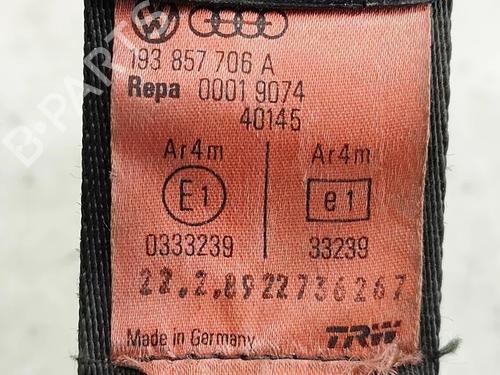 193 857 706 A
Repa 0001 9074
40145
Ar4m Ar4m
E1 e1
0333239 33239
22.2.8922736267
Made in Germany TRW
B-PARTS